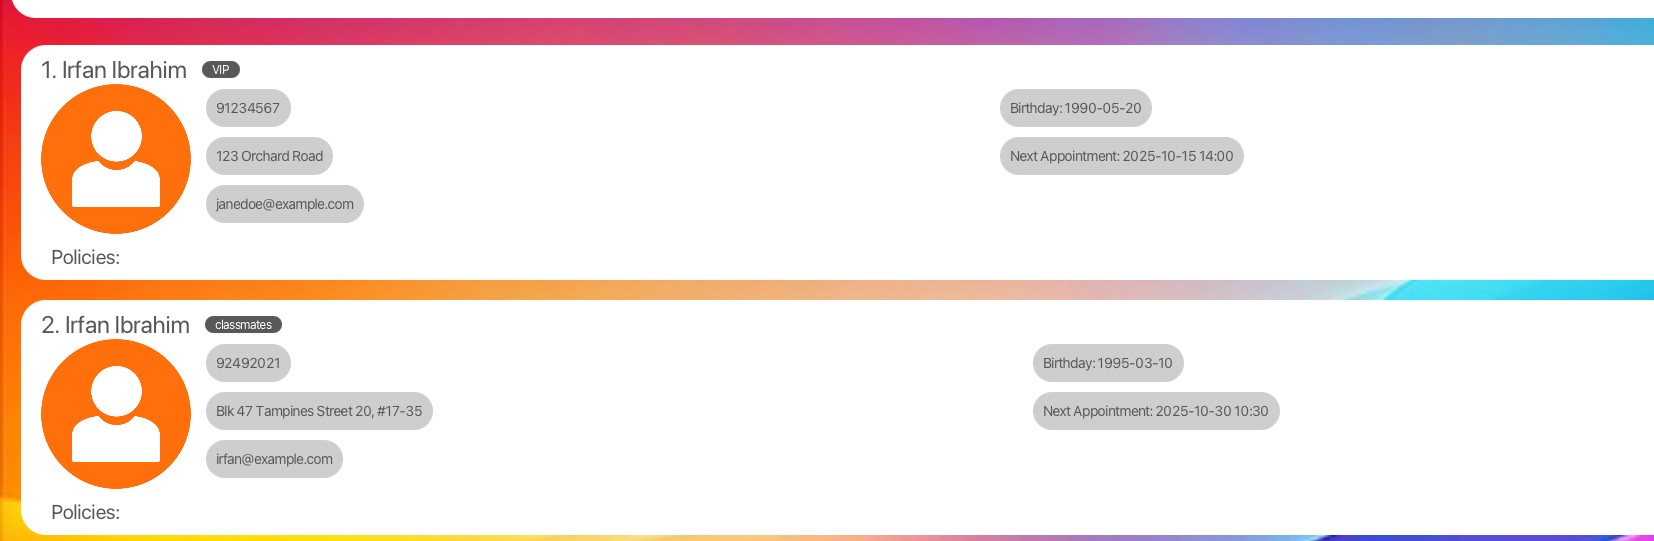 1. Irfan Ibrahim VIP
91234567 Birthday: 1990-05-20
123 Orchard Road Next Appointment: 2025-10-15 14:00
janedoe@example.com
Policies:
2. Irfan Ibrahim classmates
92492021 Birthday: 1995-03-10
Blk 47 Tampines Street 20, #17-35 Next Appointment: 2025-10-30 10:30
irfan@example.com
Policies: